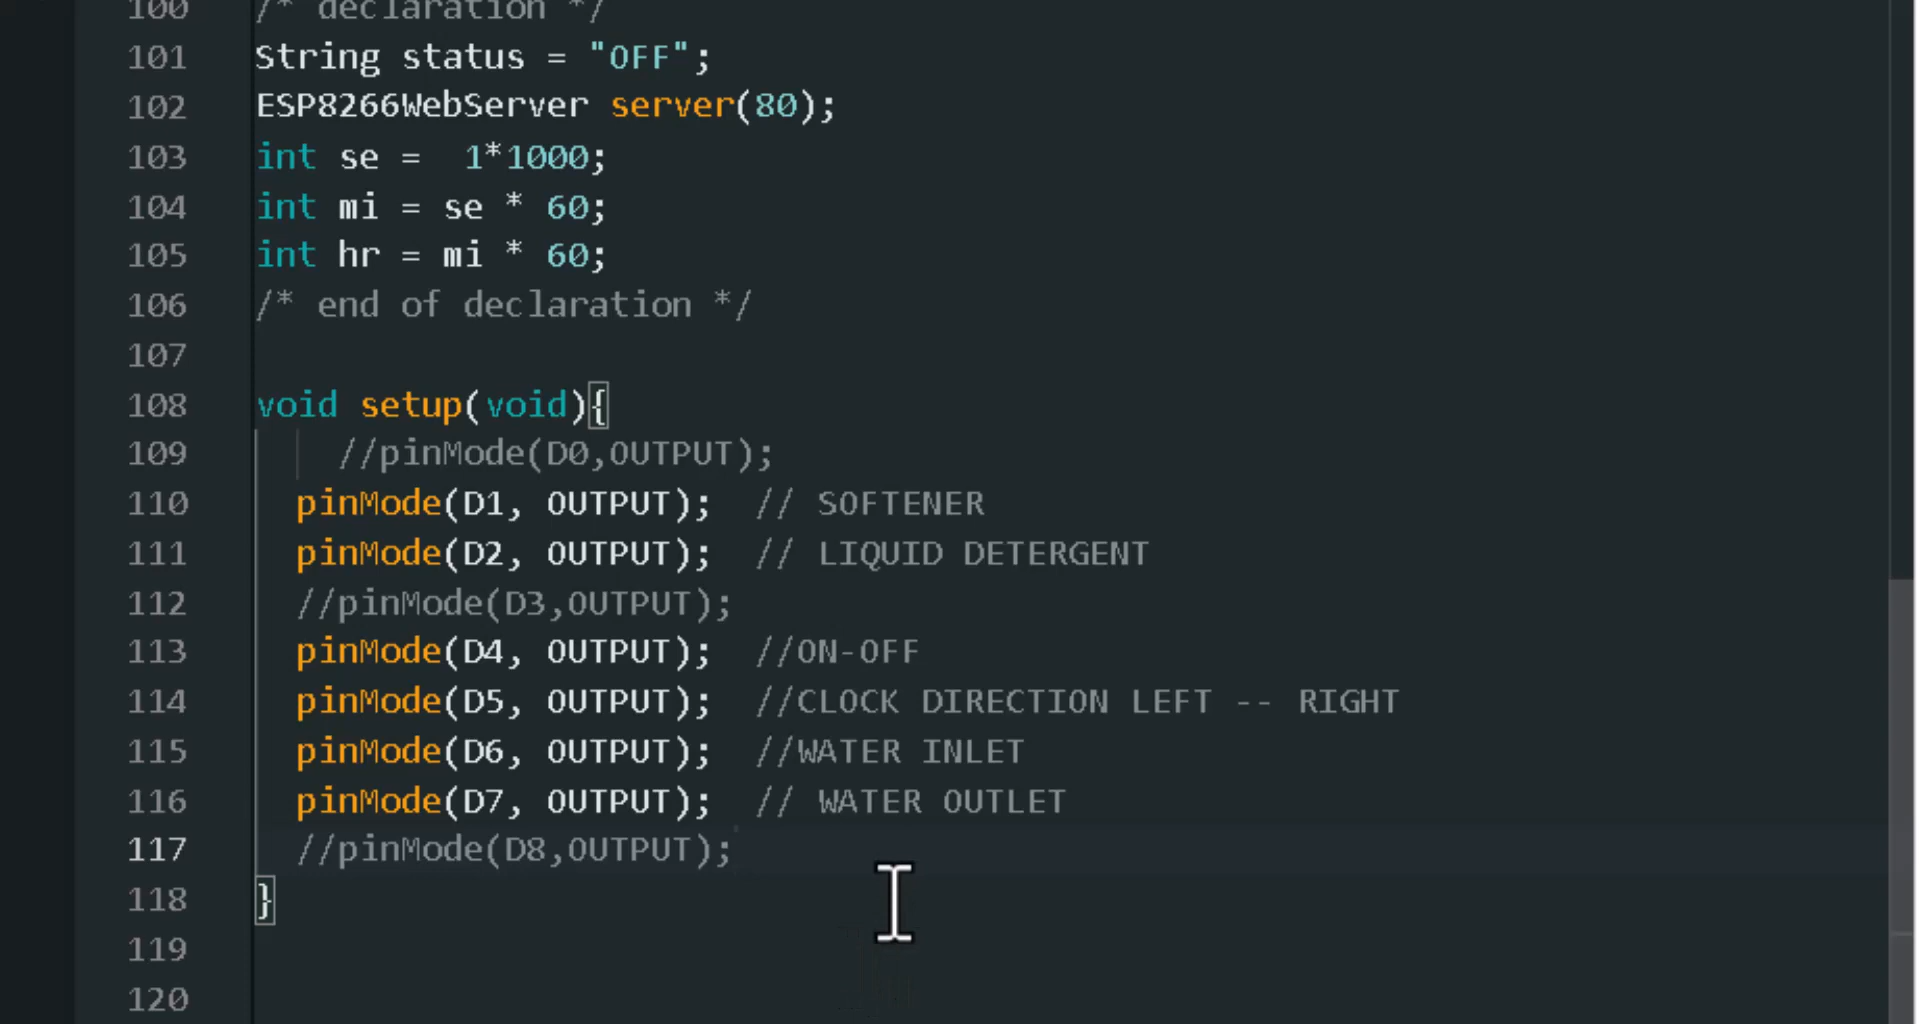 100 /* declaration */
101 String status = "OFF";
102 ESP8266WebServer server(80);
103 int se =  1*1000;
104 int mi = se * 60;
105 int hr = mi * 60;
106 /* end of declaration */
107
108 void setup(void){
109     //pinMode(D0,OUTPUT);
110   pinMode(D1, OUTPUT);  // SOFTENER
111   pinMode(D2, OUTPUT);  // LIQUID DETERGENT
112   //pinMode(D3,OUTPUT);
113   pinMode(D4, OUTPUT);  //ON-OFF
114   pinMode(D5, OUTPUT);  //CLOCK DIRECTION LEFT -- RIGHT
115   pinMode(D6, OUTPUT);  //WATER INLET
116   pinMode(D7, OUTPUT);  // WATER OUTLET
117   //pinMode(D8,OUTPUT);
118 }
119
120